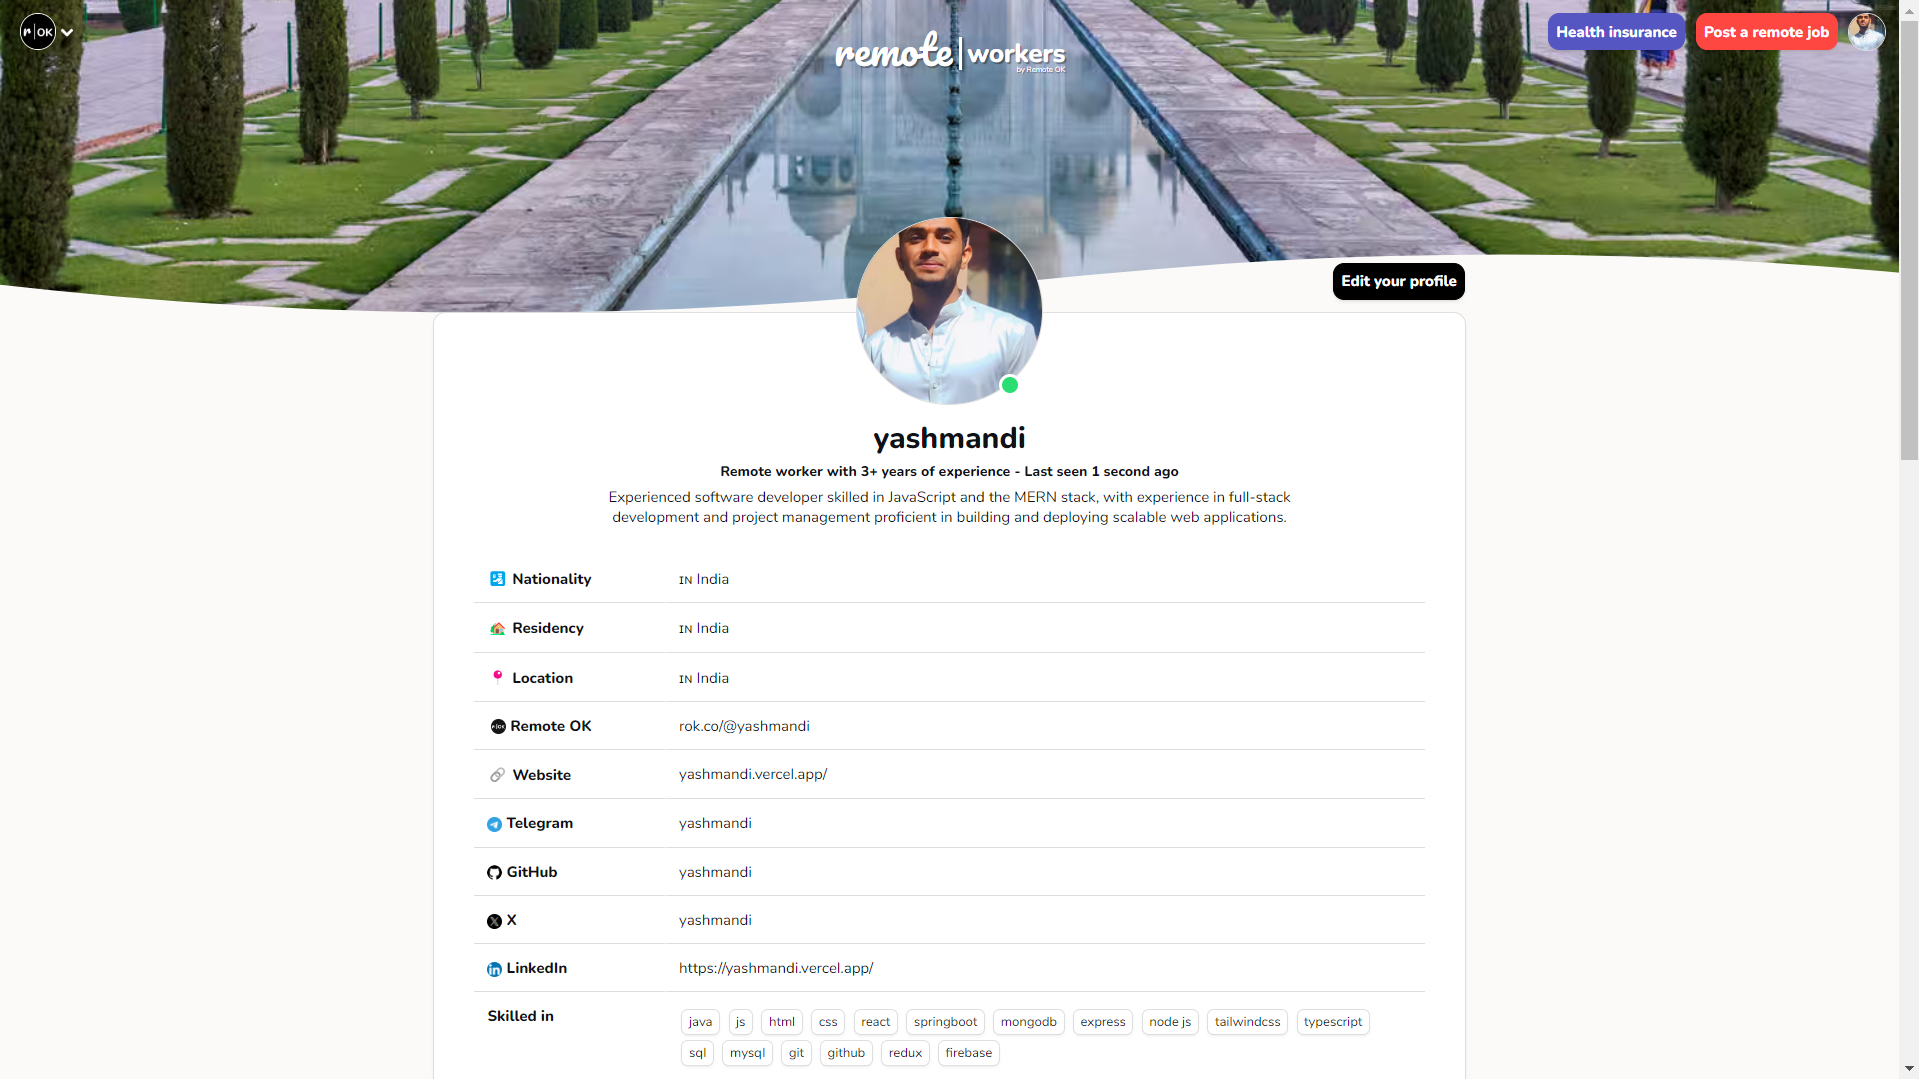 r|OK
remote|workers
by Remote OK
Health insurance
Post a remote job
Edit your profile
yashmandi
Remote worker with 3+ years of experience - Last seen 1 second ago
Experienced software developer skilled in JavaScript and the MERN stack, with experience in full-stack
development and project management proficient in building and deploying scalable web applications.
Nationality
IN India
Residency
IN India
Location
IN India
Remote OK
rok.co/@yashmandi
Website
yashmandi.vercel.app/
Telegram
yashmandi
GitHub
yashmandi
X
yashmandi
LinkedIn
https://yashmandi.vercel.app/
Skilled in
java js html css react springboot mongodb express node js tailwindcss typescript
sql mysql git github redux firebase